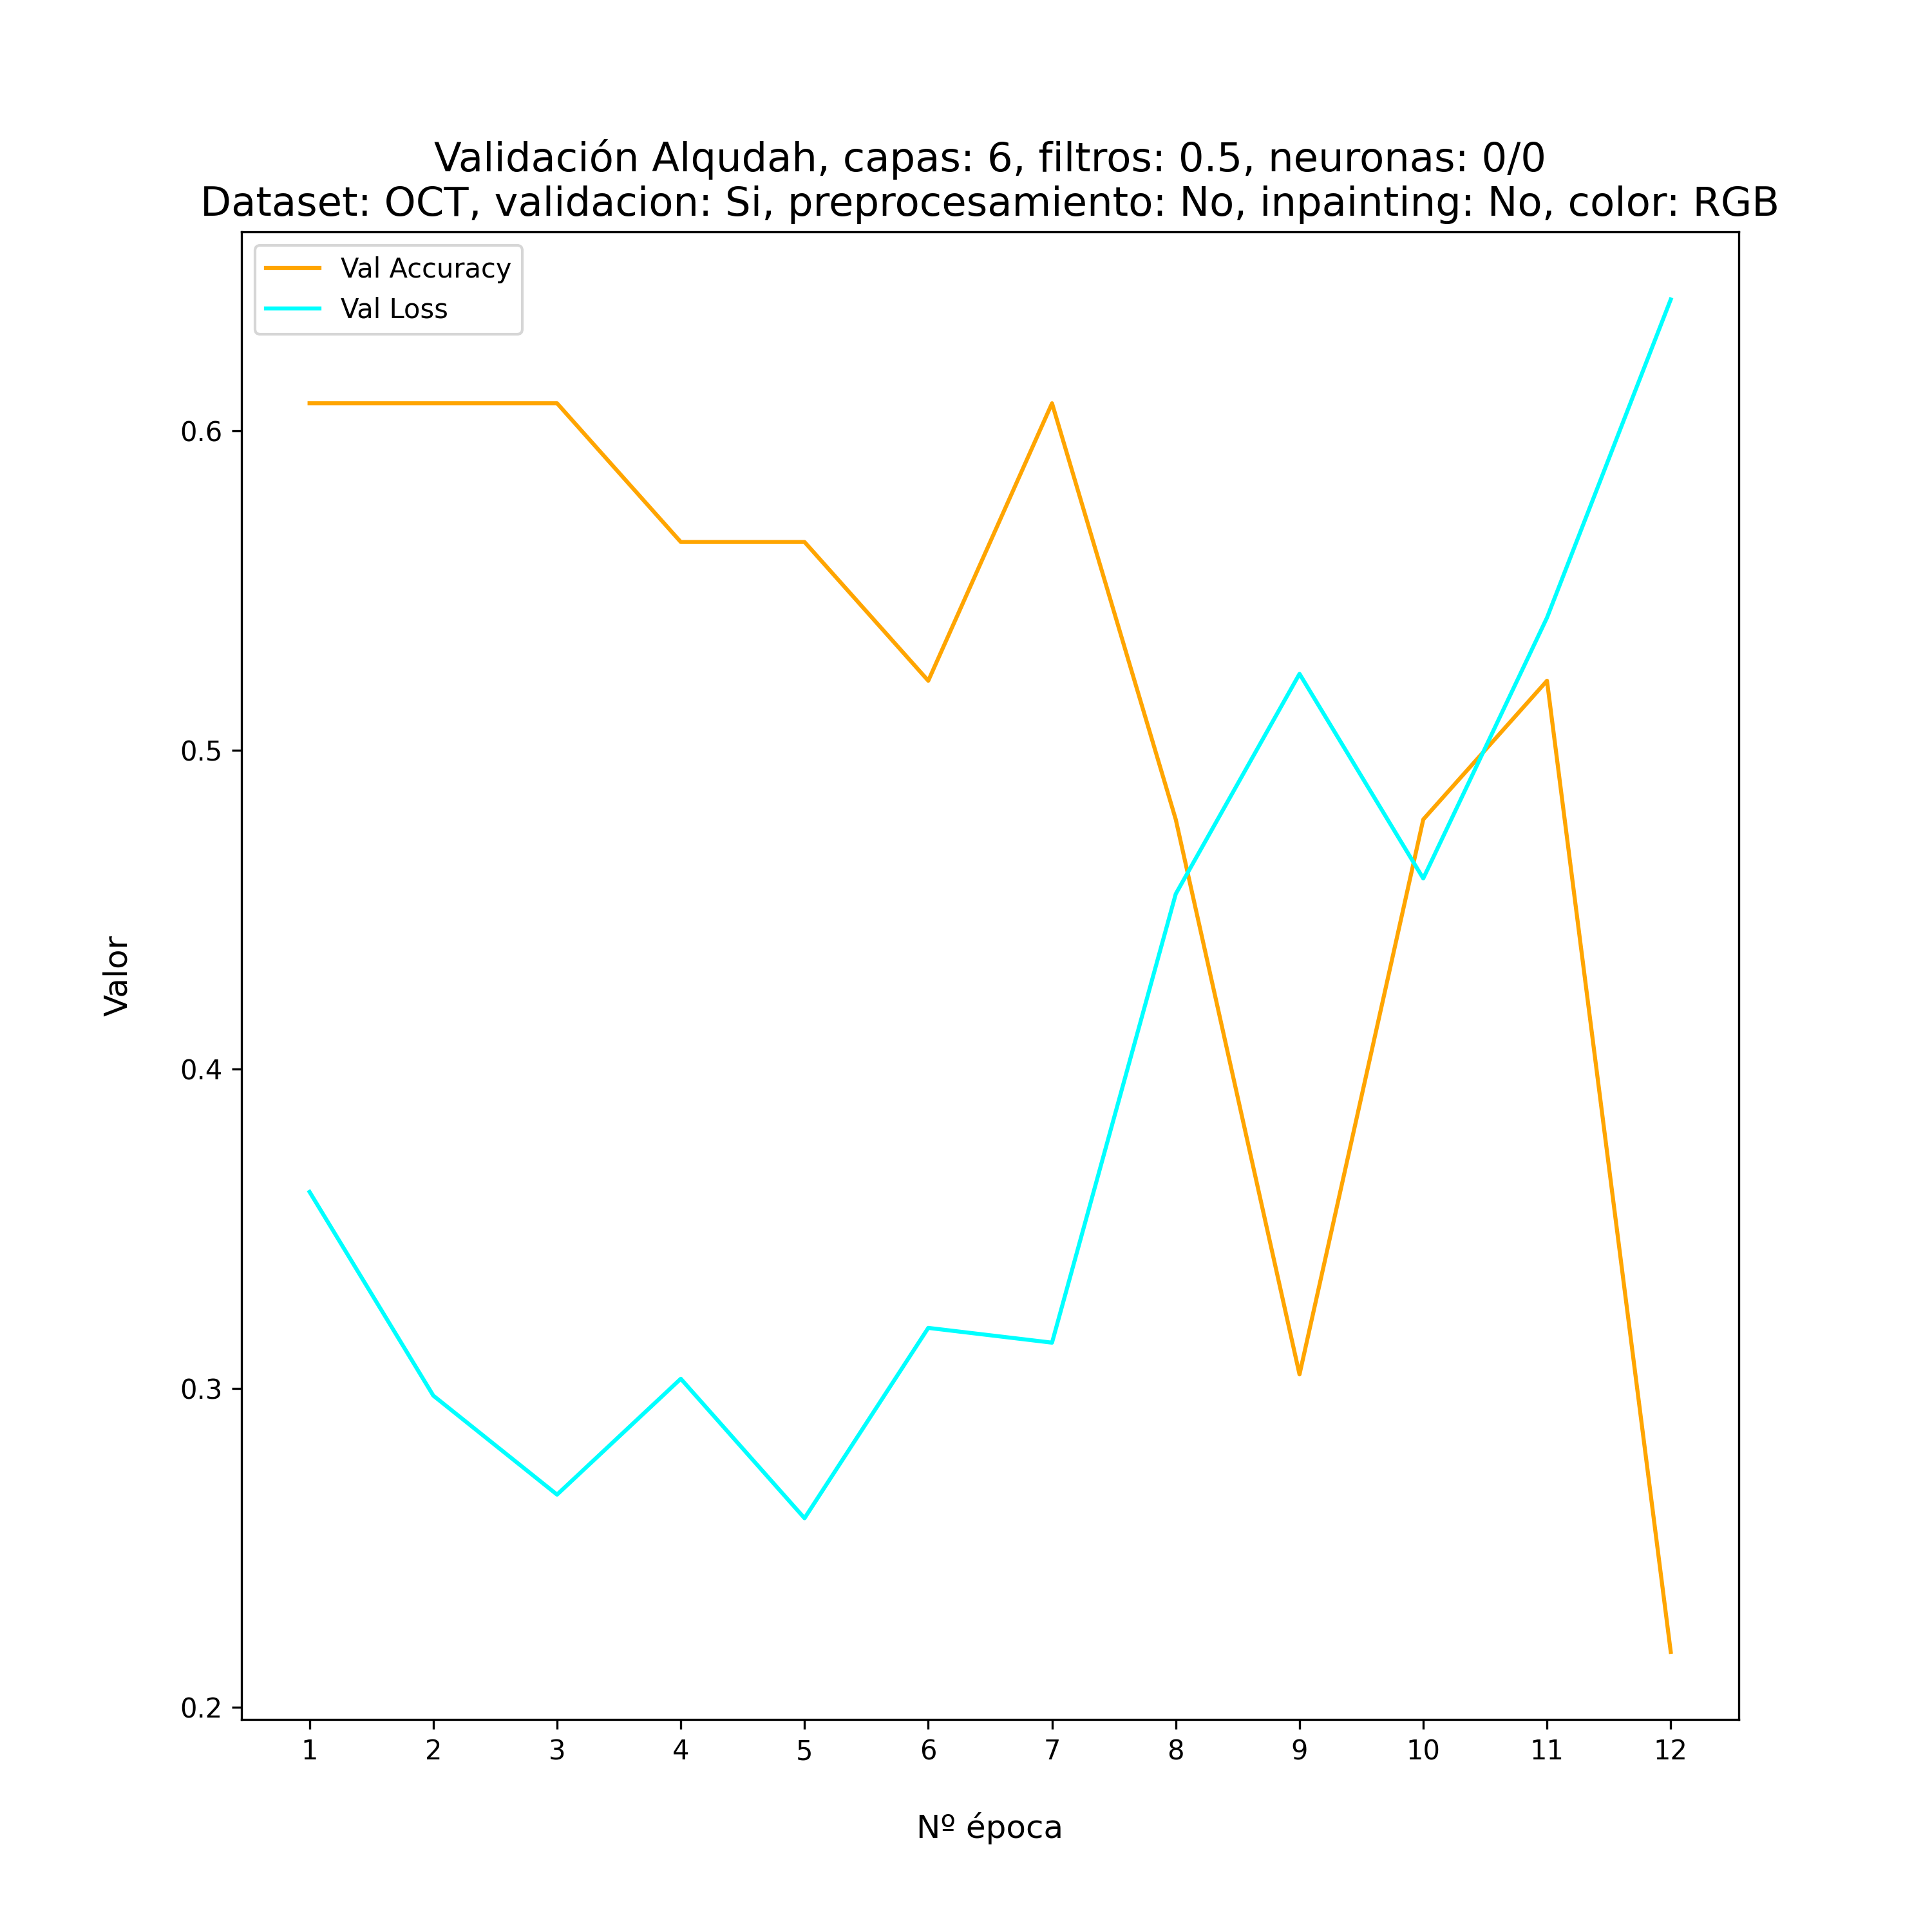 Validación Alqudah, capas: 6, filtros: 0.5, neuronas: 0/0
Dataset: OCT, validacion: Si, preprocesamiento: No, inpainting: No, color: RGB
Val Accuracy
Val Loss
0.6
0.5
0.4
0.3
0.2
Valor
1 2 3 4 5 6 7 8 9 10 11 12
Nº época